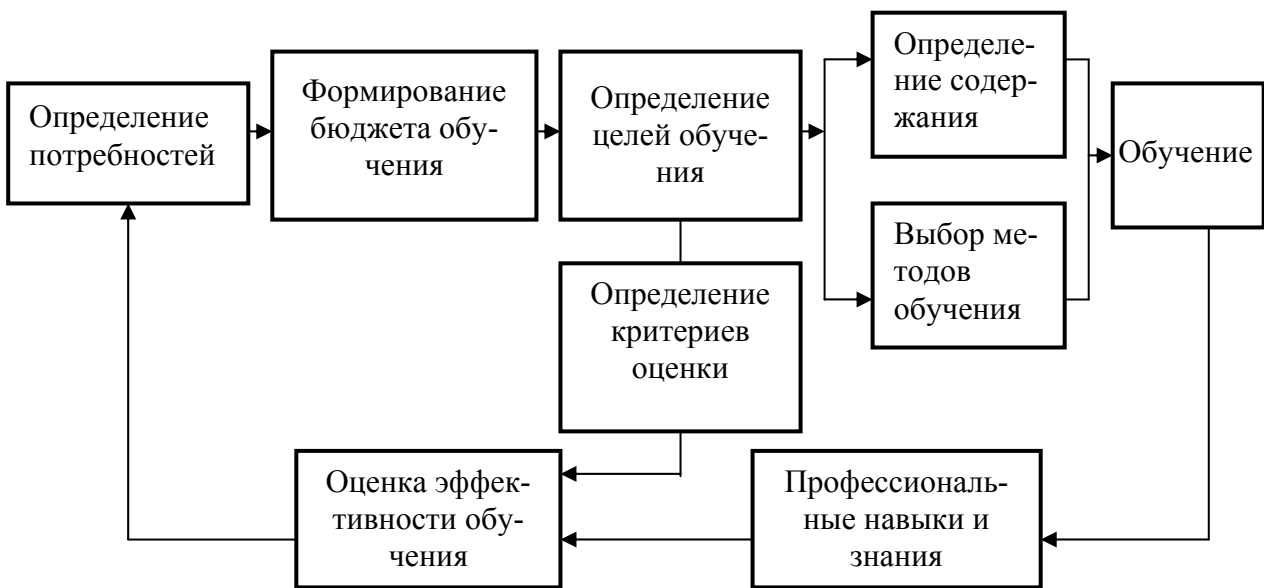 Определение
потребностей
Формирование
бюджета обу-
чения
Определение
целей обуче-
ния
Определе-
ние содер-
жания
Выбор ме-
тодов
обучения
Обучение
Определение
критериев
оценки
Оценка эффек-
тивности обу-
чения
Профессиональ-
ные навыки и
знания